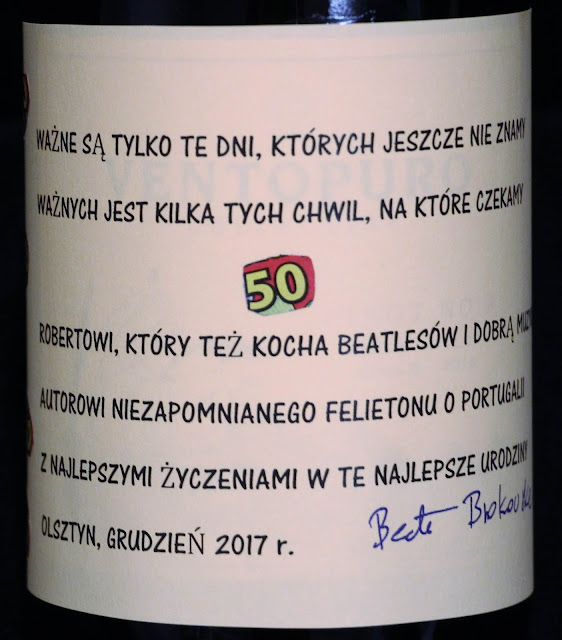 WAŻNE SĄ TYLKO TE DNI, KTÓRYCH JESZCZE NIE ZNAMY
VENTOPURO
WAŻNYCH JEST KILKA TYCH CHWIL, NA KTÓRE CZEKAMY
50
ROBERTOWI, KTÓRY TEŻ KOCHA BEATLESÓW I DOBRĄ
AUTOROWI NIEZAPOMNIANEGO FELIETONU O PORTUGALII
Z NAJLEPSZYMI ŻYCZENIAMI W TE NAJLEPSZE URODZINY
OLSZTYN, GRUDZIEŃ 2017 r.